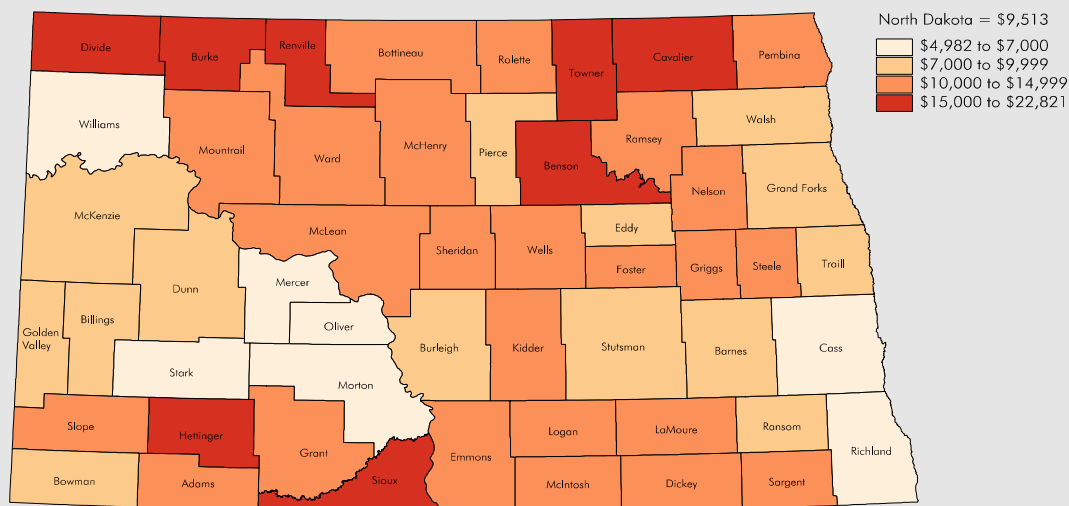 North Dakota = $9,513
$4,982 to $7,000
$7,000 to $9,999
$10,000 to $14,999
$15,000 to $22,821
Divide
Burke
Renville
Bottineau
Rolette
Towner
Cavalier
Pembina
Williams
Mountrail
Ward
McHenry
Pierce
Benson
Ramsey
Walsh
Nelson
Grand Forks
McKenzie
McLean
Sheridan
Wells
Eddy
Foster
Griggs
Steele
Traill
Dunn
Mercer
Oliver
Golden
Valley
Billings
Burleigh
Kidder
Stutsman
Barnes
Cass
Stark
Morton
Slope
Hettinger
Grant
Emmons
Logan
LaMoure
Ransom
Richland
Bowman
Adams
Sioux
McIntosh
Dickey
Sargent